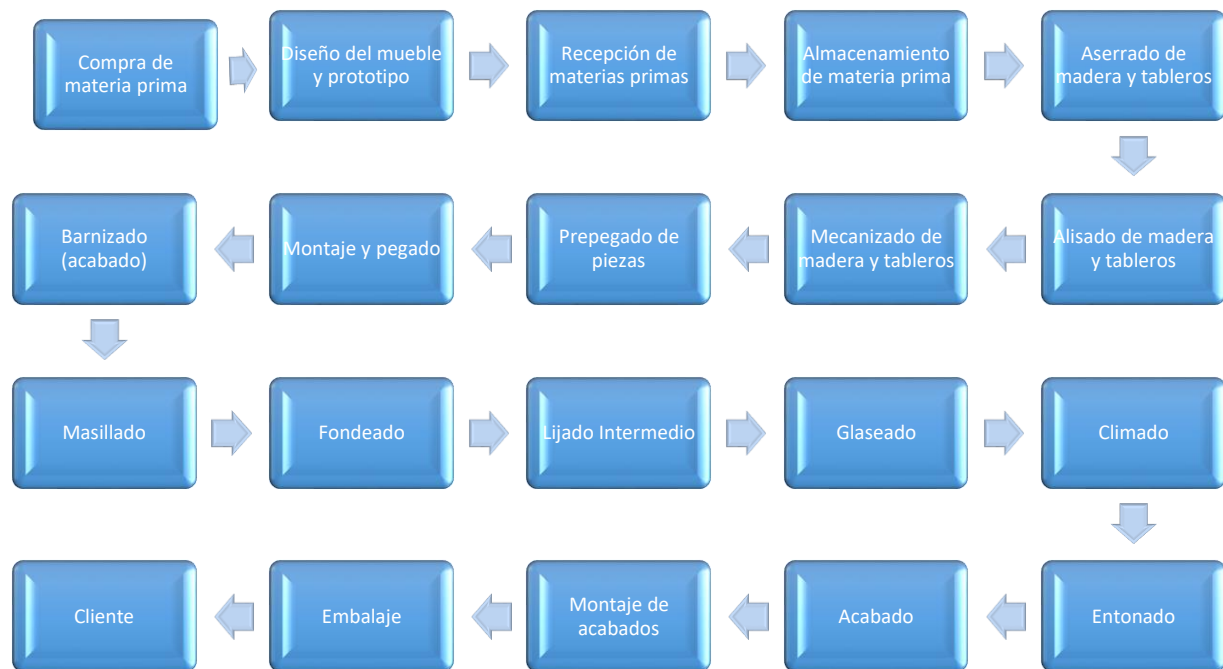 Compra de
materia prima
Diseño del mueble
y prototipo
Recepción de
materias primas
Almacenamiento
de materia prima
Aserrado de
madera y tableros
Alisado de madera
y tableros
Mecanizado de
madera y tableros
Prepegado de
piezas
Montaje y pegado
Barnizado
(acabado)
Masillado
Fondeado
Lijado Intermedio
Glaseado
Climado
Entonado
Acabado
Montaje de
acabados
Embalaje
Cliente